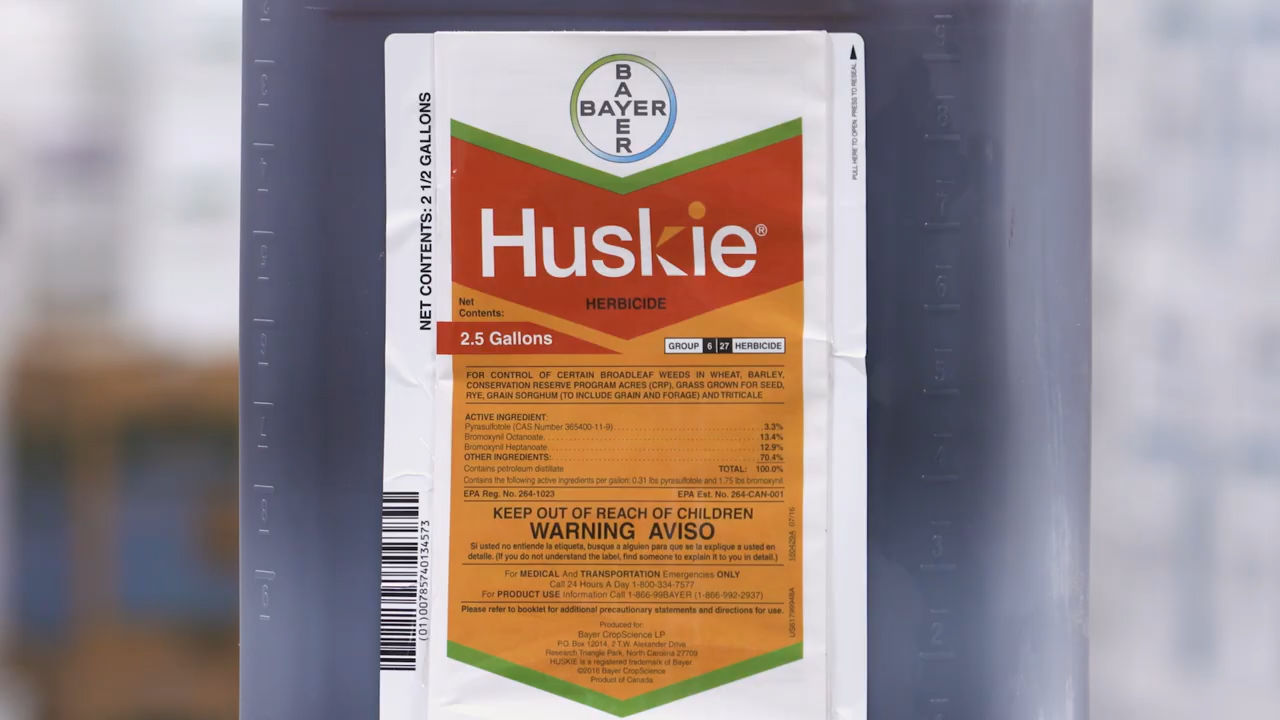 BAYER
BAYER
Huskie®
HERBICIDE
Net
Contents:
2.5 Gallons
GROUP 6 27 HERBICIDE
FOR CONTROL OF CERTAIN BROADLEAF WEEDS IN WHEAT, BARLEY,
CONSERVATION RESERVE PROGRAM ACRES (CRP), GRASS GROWN FOR SEED,
RYE, GRAIN SORGHUM (TO INCLUDE GRAIN AND FORAGE) AND TRITICALE
ACTIVE INGREDIENT:
Pyrasulfotole (CAS Number 365400-11-9) 3.3%
Bromoxynil Octanoate 13.4%
Bromoxynil Heptanoate 12.9%
OTHER INGREDIENTS: 70.4%
Contains petroleum distillate TOTAL: 100.0%
Contains the following active ingredients per gallon: 0.31 lbs pyrasulfotole and 1.75 lbs bromoxynil
EPA Reg. No. 264-1023 EPA Est. No. 264-CAN-001
KEEP OUT OF REACH OF CHILDREN
WARNING AVISO
Si usted no entiende la etiqueta, busque a alguien para que se la explique a usted en
detalle. (If you do not understand the label, find someone to explain it to you in detail.)
For MEDICAL And TRANSPORTATION Emergencies ONLY
Call 24 Hours A Day 1-800-334-7577
For PRODUCT USE Information Call 1-866-99BAYER (1-866-992-2937)
Please refer to booklet for additional precautionary statements and directions for use.
Produced for:
Bayer CropScience LP
P.O. Box 12014, 2 T.W. Alexander Drive
Research Triangle Park, North Carolina 27709
HUSKIE is a registered trademark of Bayer
©2016 Bayer CropScience
Product of Canada
NET CONTENTS: 2 1/2 GALLONS
(01)00785740134573
PULL HERE TO OPEN PRESS TO RESEAL
8
7
6
5
3
2